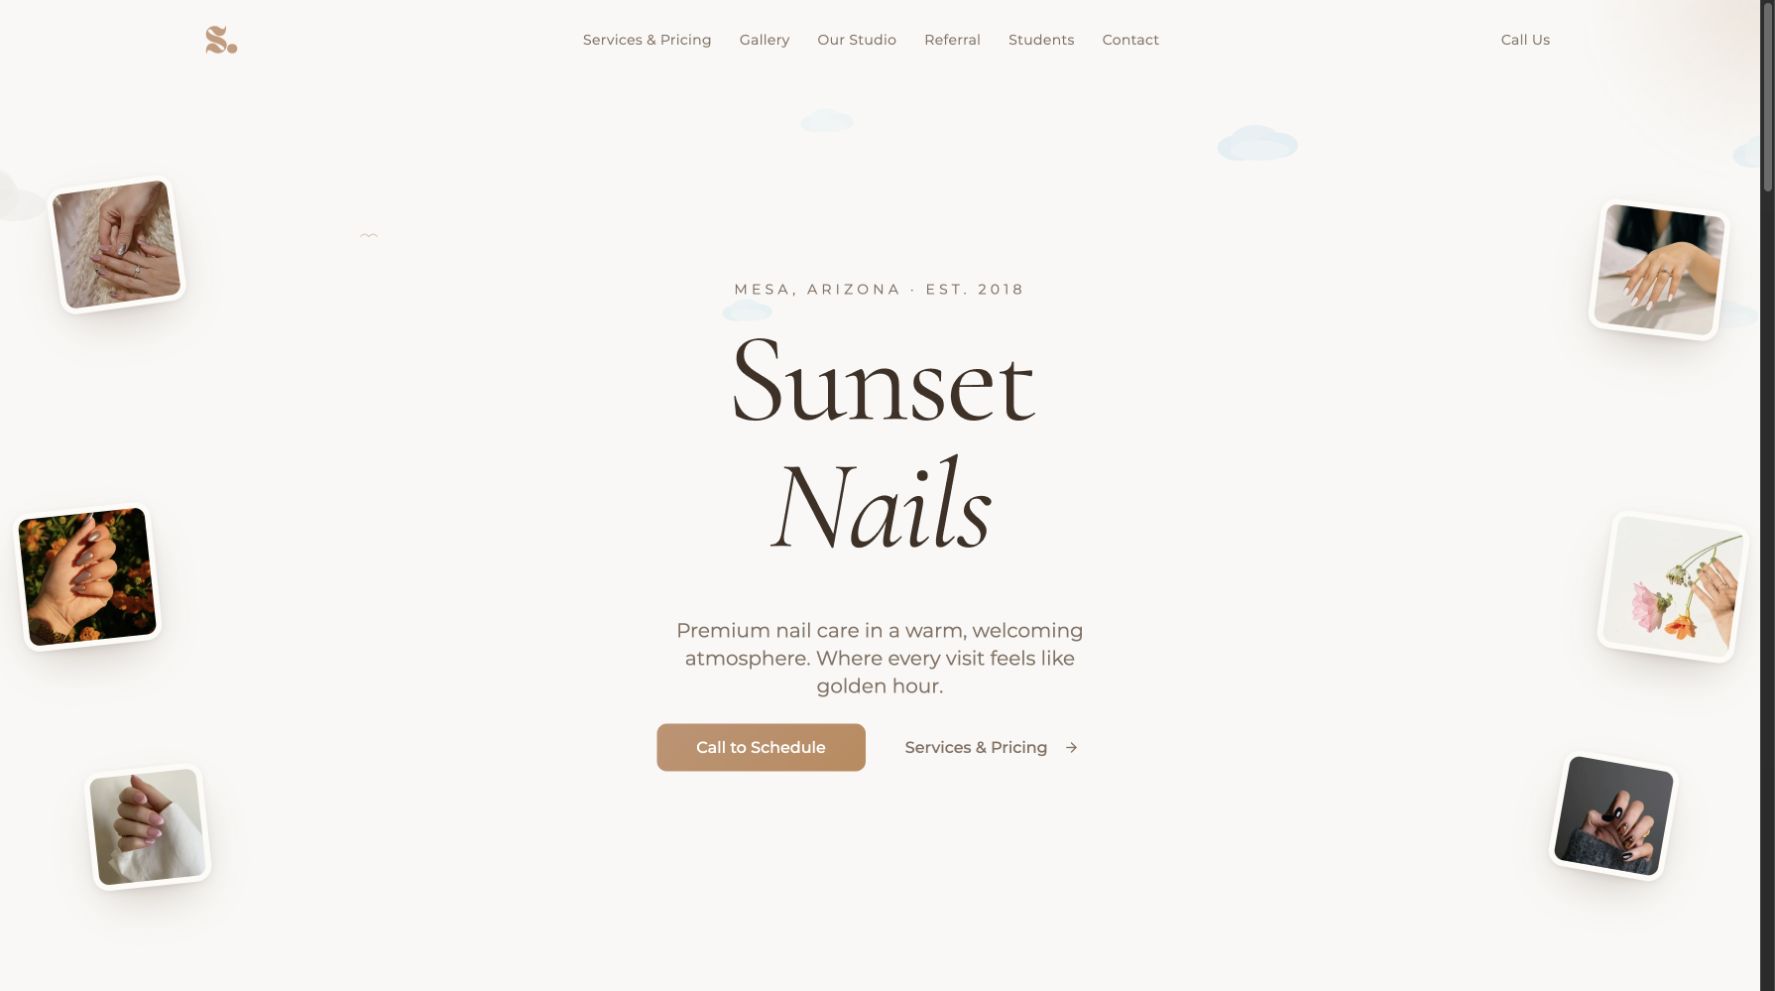 S.
Services & Pricing
Gallery
Our Studio
Referral
Students
Contact
Call Us
MESA, ARIZONA · EST. 2018
Sunset
Nails
Premium nail care in a warm, welcoming
atmosphere. Where every visit feels like
golden hour.
Call to Schedule
Services & Pricing →